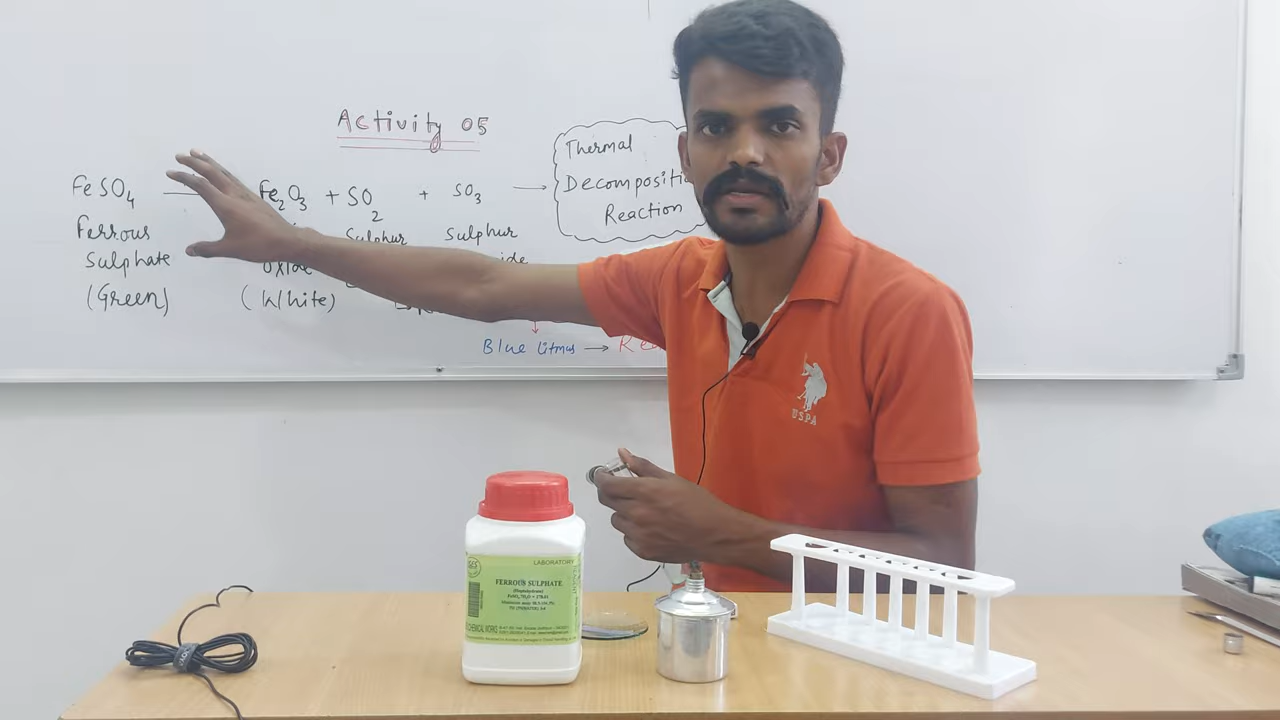 Activity 05
FeSO4 Fe2O3 + SO2 + SO3 →
Ferrous Sulphur Sulphur
Sulphate Oxide
(Green) (White)
Blue litmus →
Thermal
Decompositi
Reaction
USPA
LABORATORY
FERROUS SULPHATE
(Heptahydrate)